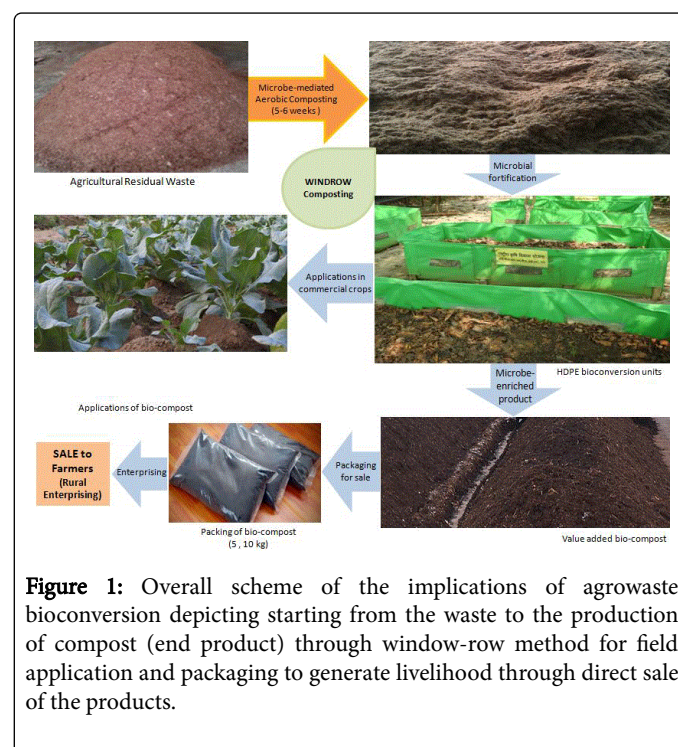 Microbe-mediated
Aerobic Composting
(5-6 weeks )
Agricultural Residual Waste
Microbial
fortification
WINDROW
Composting
Applications in
commercial crops
HDPE bioconversion units
Microbe-
enriched
product
Applications of bio-compost
SALE to
Farmers
(Rural
Enterprising)
Enterprising
Packaging
for sale
Packing of bio-compost
(5 , 10 kg)
Value added bio-compost
Figure 1: Overall scheme of the implications of agrowaste
bioconversion depicting starting from the waste to the production
of compost (end product) through window-row method for field
application and packaging to generate livelihood through direct sale
of the products.